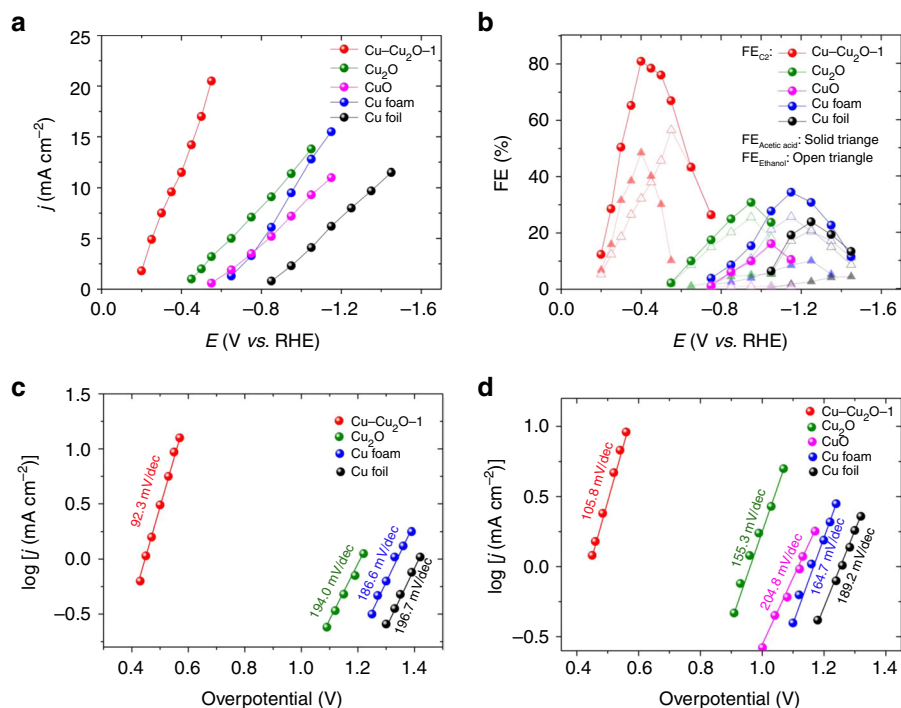 a
25
20
15
10
5
0
j (mA cm⁻²)
Cu–Cu₂O–1
Cu₂O
CuO
Cu foam
Cu foil
0 −0.4 −0.8 −1.2 −1.6
E (V vs. RHE)
b
80
60
40
20
0
FE (%)
FE_C2: Cu–Cu₂O–1
Cu₂O
CuO
Cu foam
Cu foil
FE_Acetic acid: Solid triange
FE_Ethanol: Open triangle
0 −0.4 −0.8 −1.2 −1.6
E (V vs. RHE)
c
1.5
1.0
0.5
0.0
−0.5
log [j (mA cm⁻²)]
Cu–Cu₂O–1
Cu₂O
Cu foam
Cu foil
92.3 mV/dec
194.0 mV/dec
186.6 mV/dec
196.7 mV/dec
0.4 0.6 0.8 1.0 1.2 1.4
Overpotential (V)
d
1.0
0.5
0.0
−0.5
log [j (mA cm⁻²)]
Cu–Cu₂O–1
Cu₂O
CuO
Cu foam
Cu foil
105.8 mV/dec
155.3 mV/dec
204.8 mV/dec
164.7 mV/dec
189.2 mV/dec
0.4 0.6 0.8 1.0 1.2 1.4
Overpotential (V)